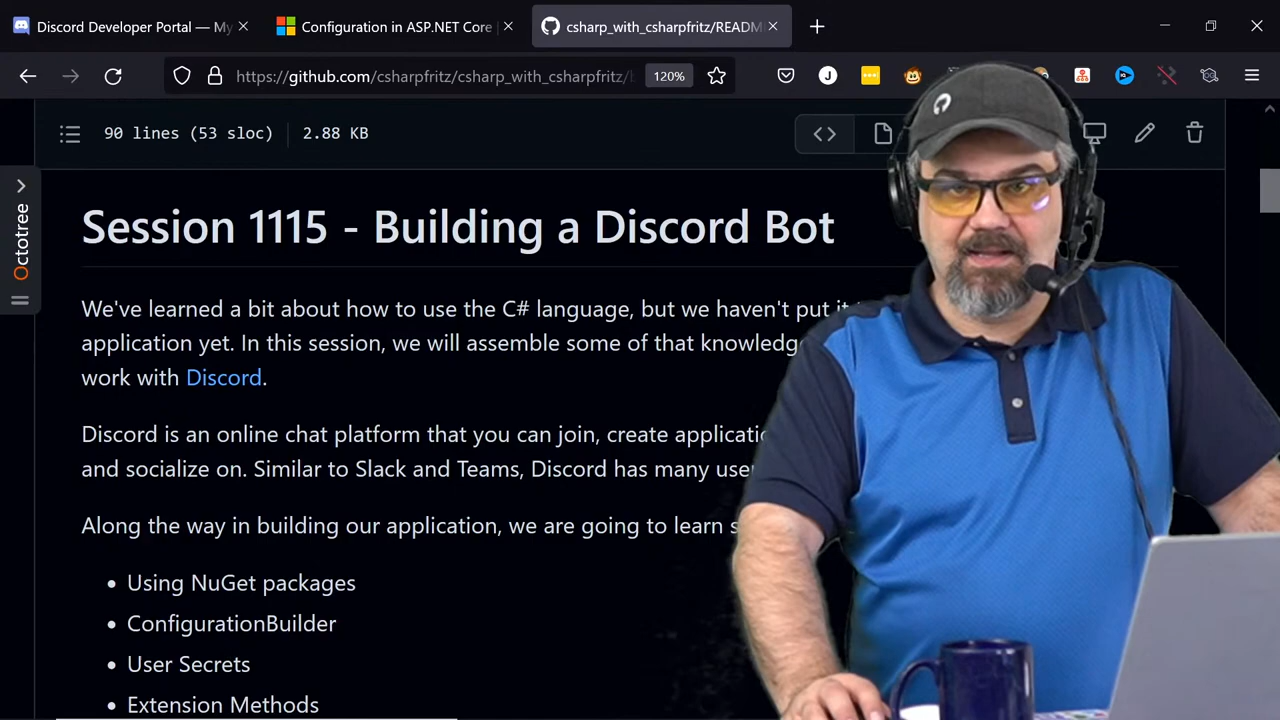 Discord Developer Portal — My
Configuration in ASP.NET Core
csharp_with_csharpfritz/READM
https://github.com/csharpfritz/csharp_with_csharpfritz/b
120%
J
90 lines (53 sloc)
2.88 KB
Octotree
Session 1115 - Building a Discord Bot
We've learned a bit about how to use the C# language, but we haven't put it
application yet. In this session, we will assemble some of that knowledge
work with Discord.
Discord is an online chat platform that you can join, create applicatio
and socialize on. Similar to Slack and Teams, Discord has many user
Along the way in building our application, we are going to learn s
• Using NuGet packages
• ConfigurationBuilder
• User Secrets
• Extension Methods